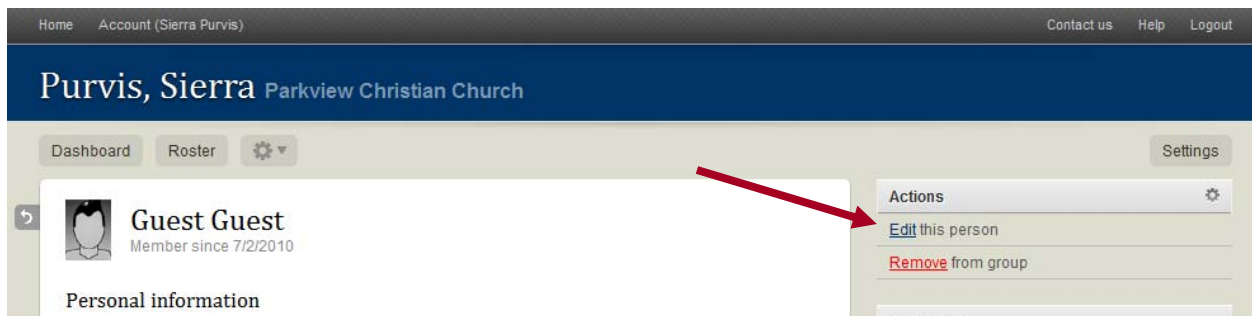 Home Account (Sierra Purvis) Contact us Help Logout
Purvis, Sierra Parkview Christian Church
Dashboard Roster Settings
Guest Guest
Member since 7/2/2010
Personal information
Actions
Edit this person
Remove from group